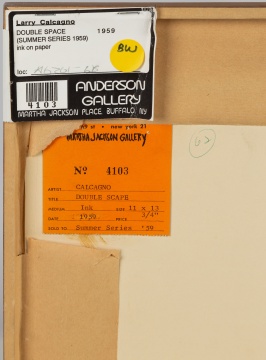 Larry Calcagno
DOUBLE SPACE 1959
(SUMMER SERIES 1959)
ink on paper
BW
loc:
4103
ANDERSON
GALLERY
MARTHA JACKSON PLACE BUFFALO, NY
new york 21
MARTHA JACKSON GALLERY
Nº 4103
ARTIST CALCAGNO
TITLE DOUBLE SCAPE
MEDIUM Ink SIZE 11 x 13
3/4"
DATE 1959 PRICE
SOLD TO Summer Series '59